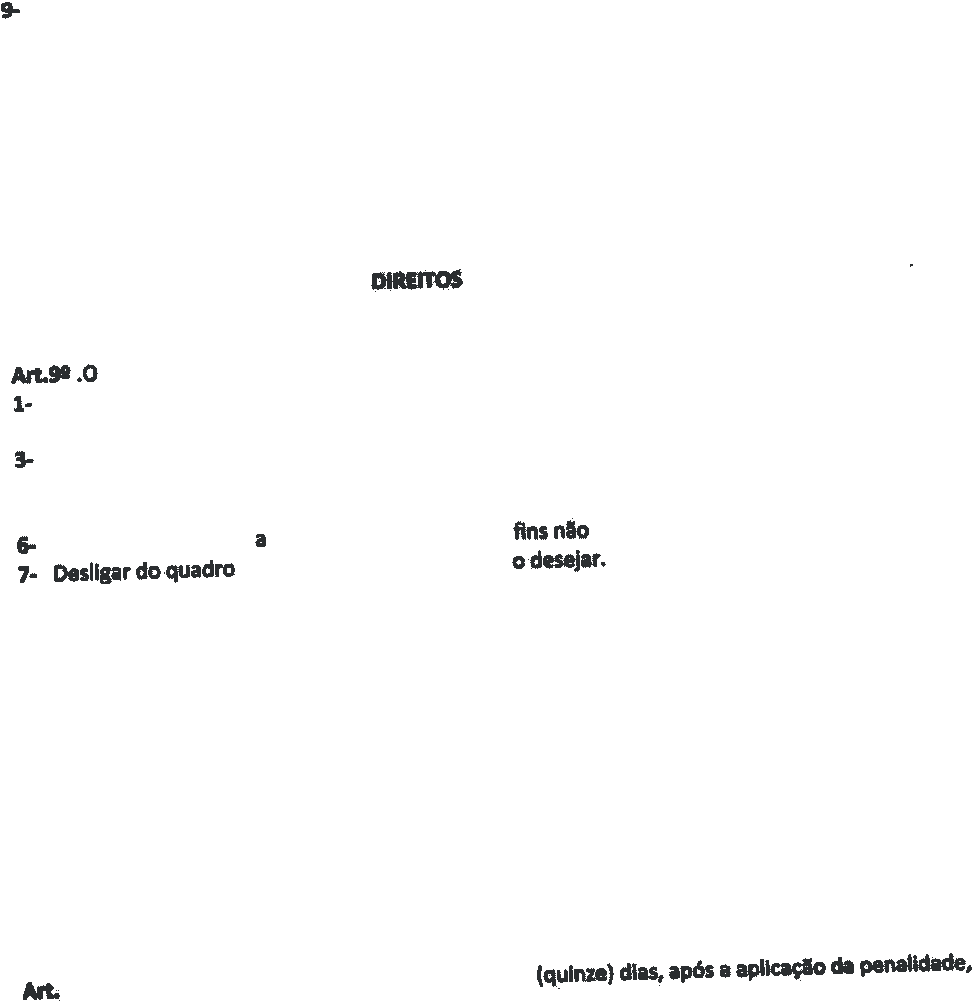 9-
DIREITOS
Art.9º .O
1-
3-
6- a fins não
7- Desligar do quadro o desejar.
(quinze) dias, após a aplicação da penalidade,
Art.